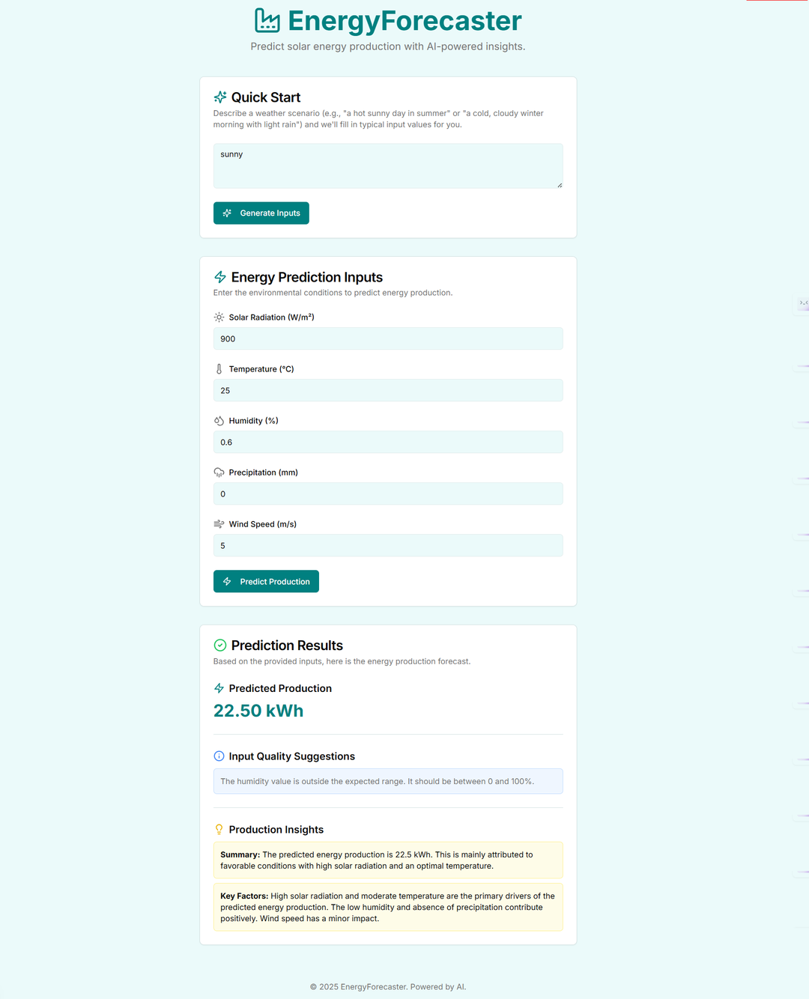 EnergyForecaster
Predict solar energy production with AI-powered insights.
Quick Start
Describe a weather scenario (e.g., "a hot sunny day in summer" or "a cold, cloudy winter
morning with light rain") and we'll fill in typical input values for you.
sunny
Generate Inputs
Energy Prediction Inputs
Enter the environmental conditions to predict energy production.
Solar Radiation (W/m²)
900
Temperature (°C)
25
Humidity (%)
0.6
Precipitation (mm)
0
Wind Speed (m/s)
5
Predict Production
Prediction Results
Based on the provided inputs, here is the energy production forecast.
Predicted Production
22.50 kWh
Input Quality Suggestions
The humidity value is outside the expected range. It should be between 0 and 100%.
Production Insights
Summary: The predicted energy production is 22.5 kWh. This is mainly attributed to
favorable conditions with high solar radiation and an optimal temperature.
Key Factors: High solar radiation and moderate temperature are the primary drivers of the
predicted energy production. The low humidity and absence of precipitation contribute
positively. Wind speed has a minor impact.
© 2025 EnergyForecaster. Powered by AI.